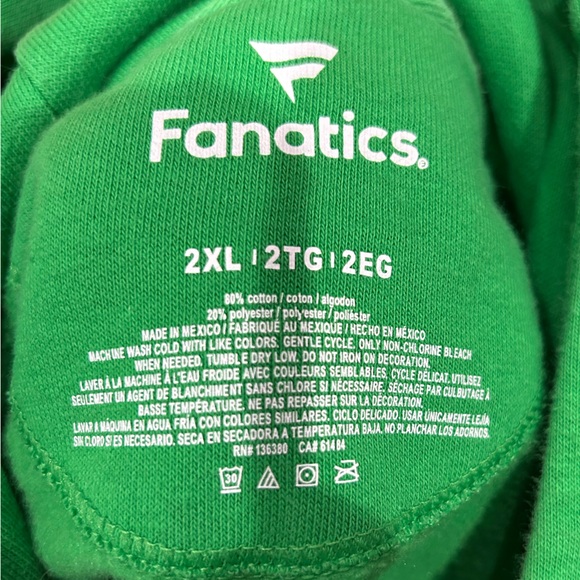 Fanatics®
2XL | 2TG | 2EG
80% cotton / coton / algodon
20% polyester / polyester / poliéster
MADE IN MEXICO / FABRIQUÉ AU MEXIQUE / HECHO EN MÉXICO
MACHINE WASH COLD WITH LIKE COLORS. GENTLE CYCLE. ONLY NON-CHLORINE BLEACH
WHEN NEEDED. TUMBLE DRY LOW. DO NOT IRON ON DECORATION.
LAVER À LA MACHINE À L'EAU FROIDE AVEC COULEURS SEMBLABLES. CYCLE DÉLICAT. UTILISEZ
SEULEMENT UN AGENT DE BLANCHIMENT SANS CHLORE SI NÉCESSAIRE. SÉCHAGE PAR CULBUTAGE À
BASSE TEMPÉRATURE. NE PAS REPASSER SUR LA DÉCORATION.
LAVAR A MÁQUINA EN AGUA FRÍA CON COLORES SIMILARES. CICLO DELICADO. USAR ÚNICAMENTE LEJÍA
SIN CLORO SI ES NECESARIO. SECA EN SECADORA A TEMPERATURA BAJA. NO PLANCHAR LOS ADORNOS.
RN# 136380 CA# 61484
30